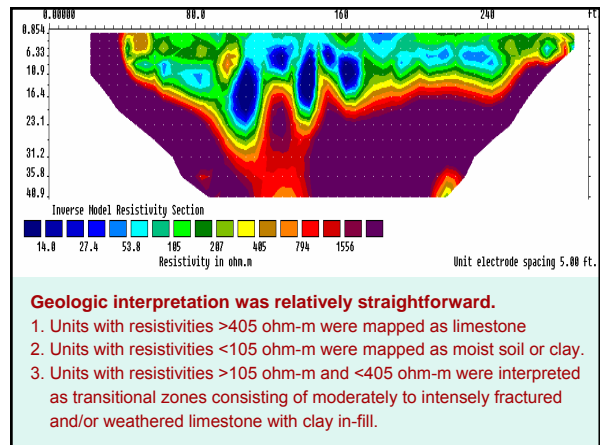 0.00000 80.0 160 240 ft.
0.854
6.33
10.9
16.4
23.1
31.2
35.8
40.9
Inverse Model Resistivity Section
14.0 27.4 53.8 105 207 405 794 1556
Resistivity in ohm.m Unit electrode spacing 5.00 ft.
Geologic interpretation was relatively straightforward.
1. Units with resistivities >405 ohm-m were mapped as limestone
2. Units with resistivities <105 ohm-m were mapped as moist soil or clay.
3. Units with resistivities >105 ohm-m and <405 ohm-m were interpreted
as transitional zones consisting of moderately to intensely fractured
and/or weathered limestone with clay in-fill.